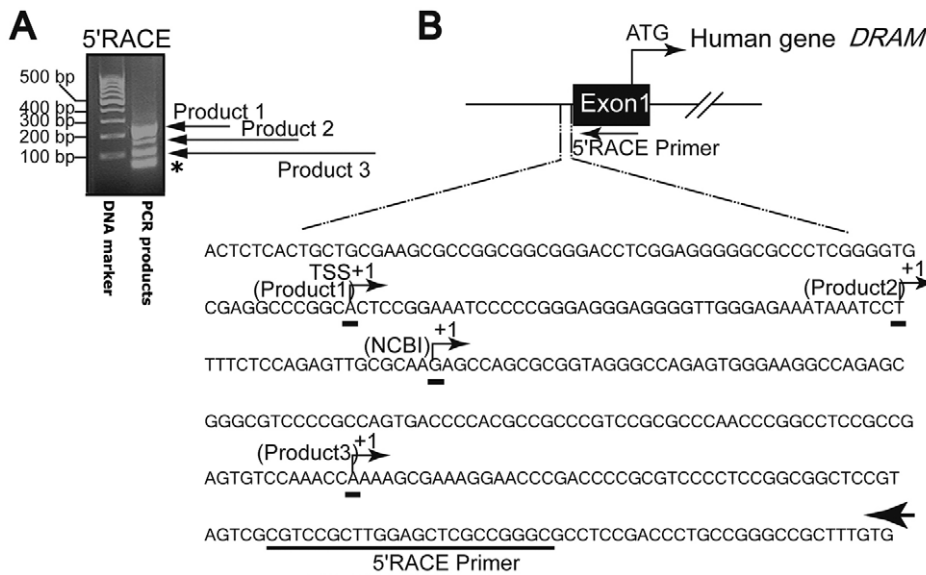 A
5'RACE
500 bp
400 bp
300 bp
200 bp
100 bp
Product 1
Product 2
Product 3
*
DNA marker
PCR products
B
ATG
Human gene DRAM
Exon1
5'RACE Primer
ACTCTCACTGCTGCGAAGCGCCGGCGGCGGGACCTCGGAGGGGGCGCCCTCGGGGTG
TSS+1
+1
(Product1)
(Product2)
CGAGGCCCGGCACTCCGGAAATCCCCCGGGAGGGAGGGGTTGGGAGAAATAAATCCT
+1
(NCBI)
TTTCTCCAGAGTTGCGCAAGAGCCAGCGCGGTAGGGCCAGAGTGGGAAGGCCAGAGC
GGGCGTCCCCGCCAGTGACCCCACGCCGCCCGTCCGCGCCCAACCCGGCCTCCGCCG
(Product3)+1
AGTGTCCAAACCAAAAGCGAAAGGAACCCGACCCCGCGTCCCCTCCGGCGGCTCCGT
AGTCGCGTCCGCTTGGAGCTCGCCGGGCGCCTCCGACCCTGCCGGGCCGCTTTGTG
5'RACE Primer